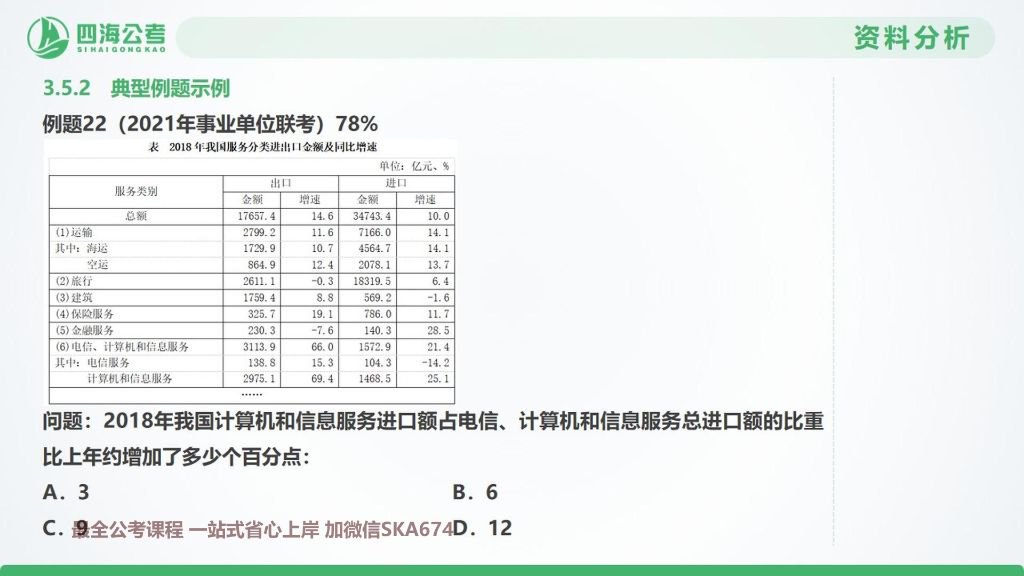 四海公考
SIHAIGONGKAO
资料分析
3.5.2 典型例题示例
例题22（2021年事业单位联考）78%
表 2018年我国服务分类进出口金额及同比增速
单位：亿元、%
服务类别 出口 进口
金额 增速 金额 增速
总额 17657.4 14.6 34743.4 10.0
(1)运输 2799.2 11.6 7166.0 14.1
其中：海运 1729.9 10.7 4564.7 14.1
空运 864.9 12.4 2078.1 13.7
(2)旅行 2611.1 -0.3 18319.5 6.4
(3)建筑 1759.4 8.8 569.2 -1.6
(4)保险服务 325.7 19.1 786.0 11.7
(5)金融服务 230.3 -7.6 140.3 28.5
(6)电信、计算机和信息服务 3113.9 66.0 1572.9 21.4
其中：电信服务 138.8 15.3 104.3 -14.2
计算机和信息服务 2975.1 69.4 1468.5 25.1
……
问题：2018年我国计算机和信息服务进口额占电信、计算机和信息服务总进口额的比重
比上年约增加了多少个百分点：
A. 3 B. 6
C. 9 D. 12
最全公考课程 一站式省心上岸 加微信SKA674